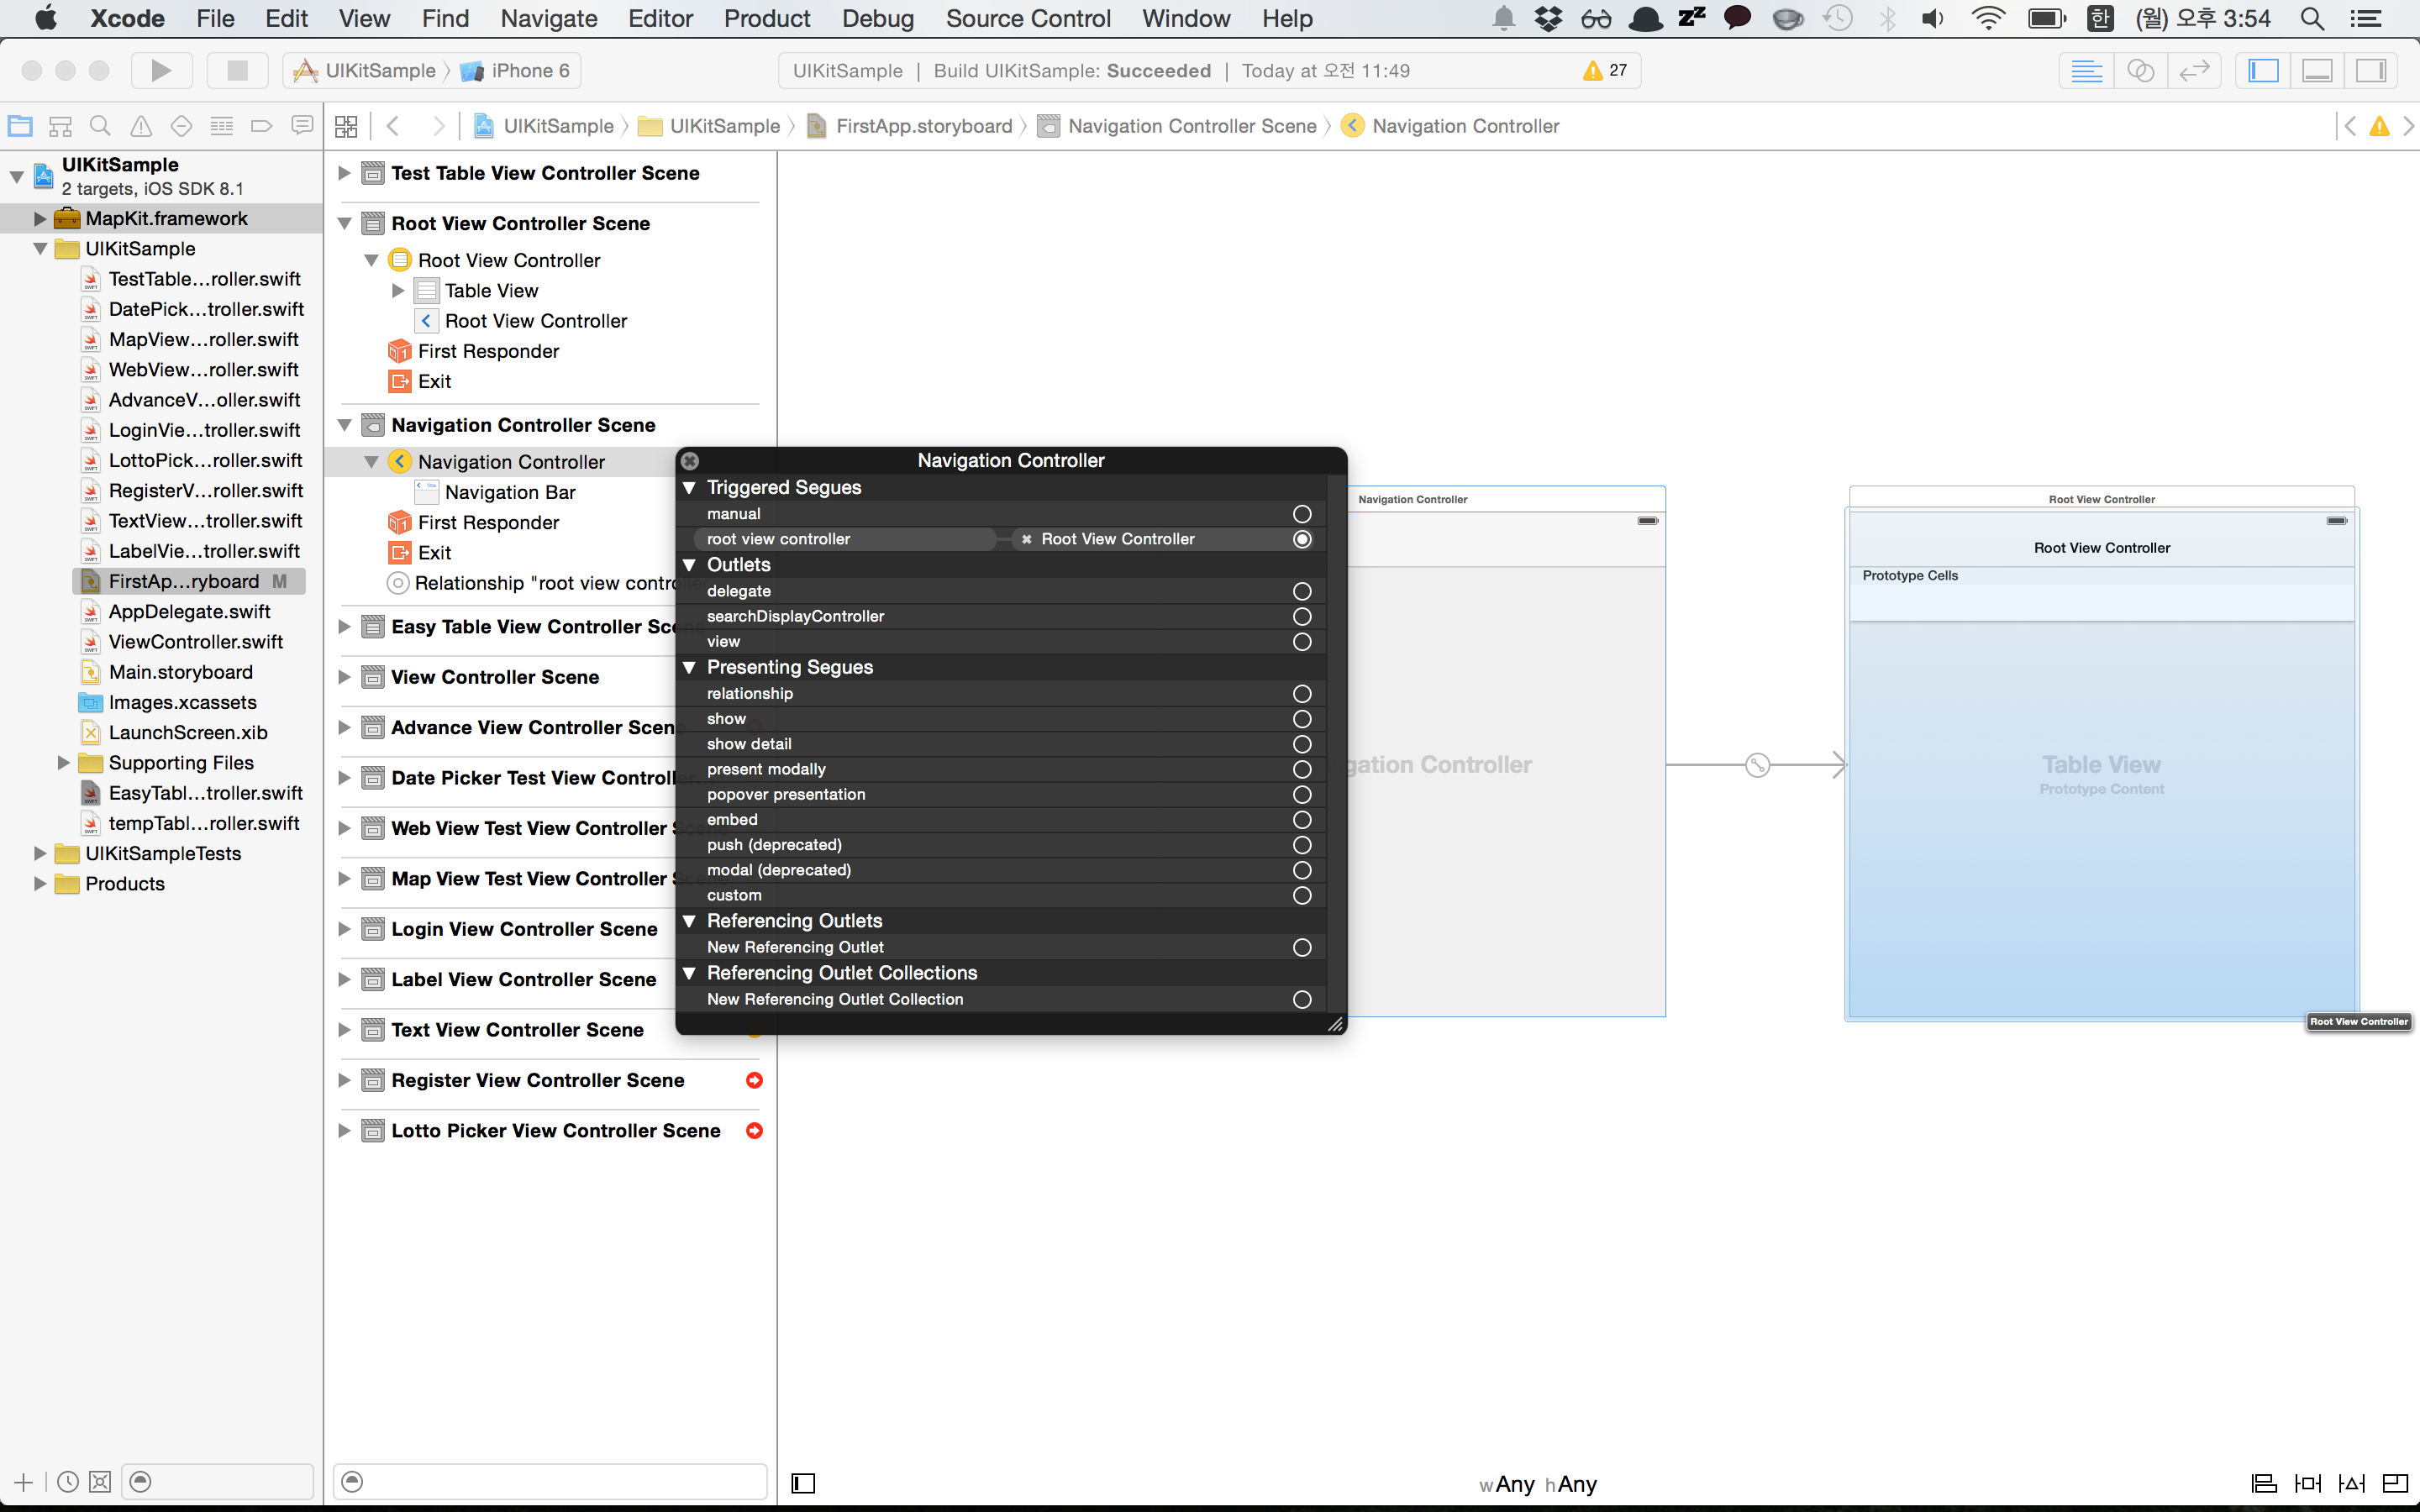 Xcode File Edit View Find Navigate Editor Product Debug Source Control Window Help 한 (월) 오후 3:54
UIKitSample iPhone 6 UIKitSample | Build UIKitSample: Succeeded | Today at 오전 11:49 27
UIKitSample UIKitSample FirstApp.storyboard Navigation Controller Scene Navigation Controller
UIKitSample
2 targets, iOS SDK 8.1
MapKit.framework
UIKitSample
TestTable...roller.swift
DatePick...troller.swift
MapView...roller.swift
WebView...roller.swift
AdvanceV...oller.swift
LoginVie...troller.swift
LottoPick...roller.swift
RegisterV...roller.swift
TextView...roller.swift
LabelVie...troller.swift
FirstAp...ryboard M
AppDelegate.swift
ViewController.swift
Main.storyboard
Images.xcassets
LaunchScreen.xib
Supporting Files
EasyTabl...troller.swift
tempTabl...roller.swift
UIKitSampleTests
Products
Test Table View Controller Scene
Root View Controller Scene
Root View Controller
Table View
Root View Controller
First Responder
Exit
Navigation Controller Scene
Navigation Controller
Navigation Bar
First Responder
Exit
Relationship "root view controller
Easy Table View Controller Scene
View Controller Scene
Advance View Controller Scene
Date Picker Test View Controller
Web View Test View Controller Scene
Map View Test View Controller Scene
Login View Controller Scene
Label View Controller Scene
Text View Controller Scene
Register View Controller Scene
Lotto Picker View Controller Scene
Navigation Controller
Triggered Segues
manual
root view controller Root View Controller
Outlets
delegate
searchDisplayController
view
Presenting Segues
relationship
show
show detail
present modally
popover presentation
embed
push (deprecated)
modal (deprecated)
custom
Referencing Outlets
New Referencing Outlet
Referencing Outlet Collections
New Referencing Outlet Collection
Navigation Controller
gation Controller
Root View Controller
Root View Controller
Prototype Cells
Table View
Prototype Content
Root View Controller
wAny hAny